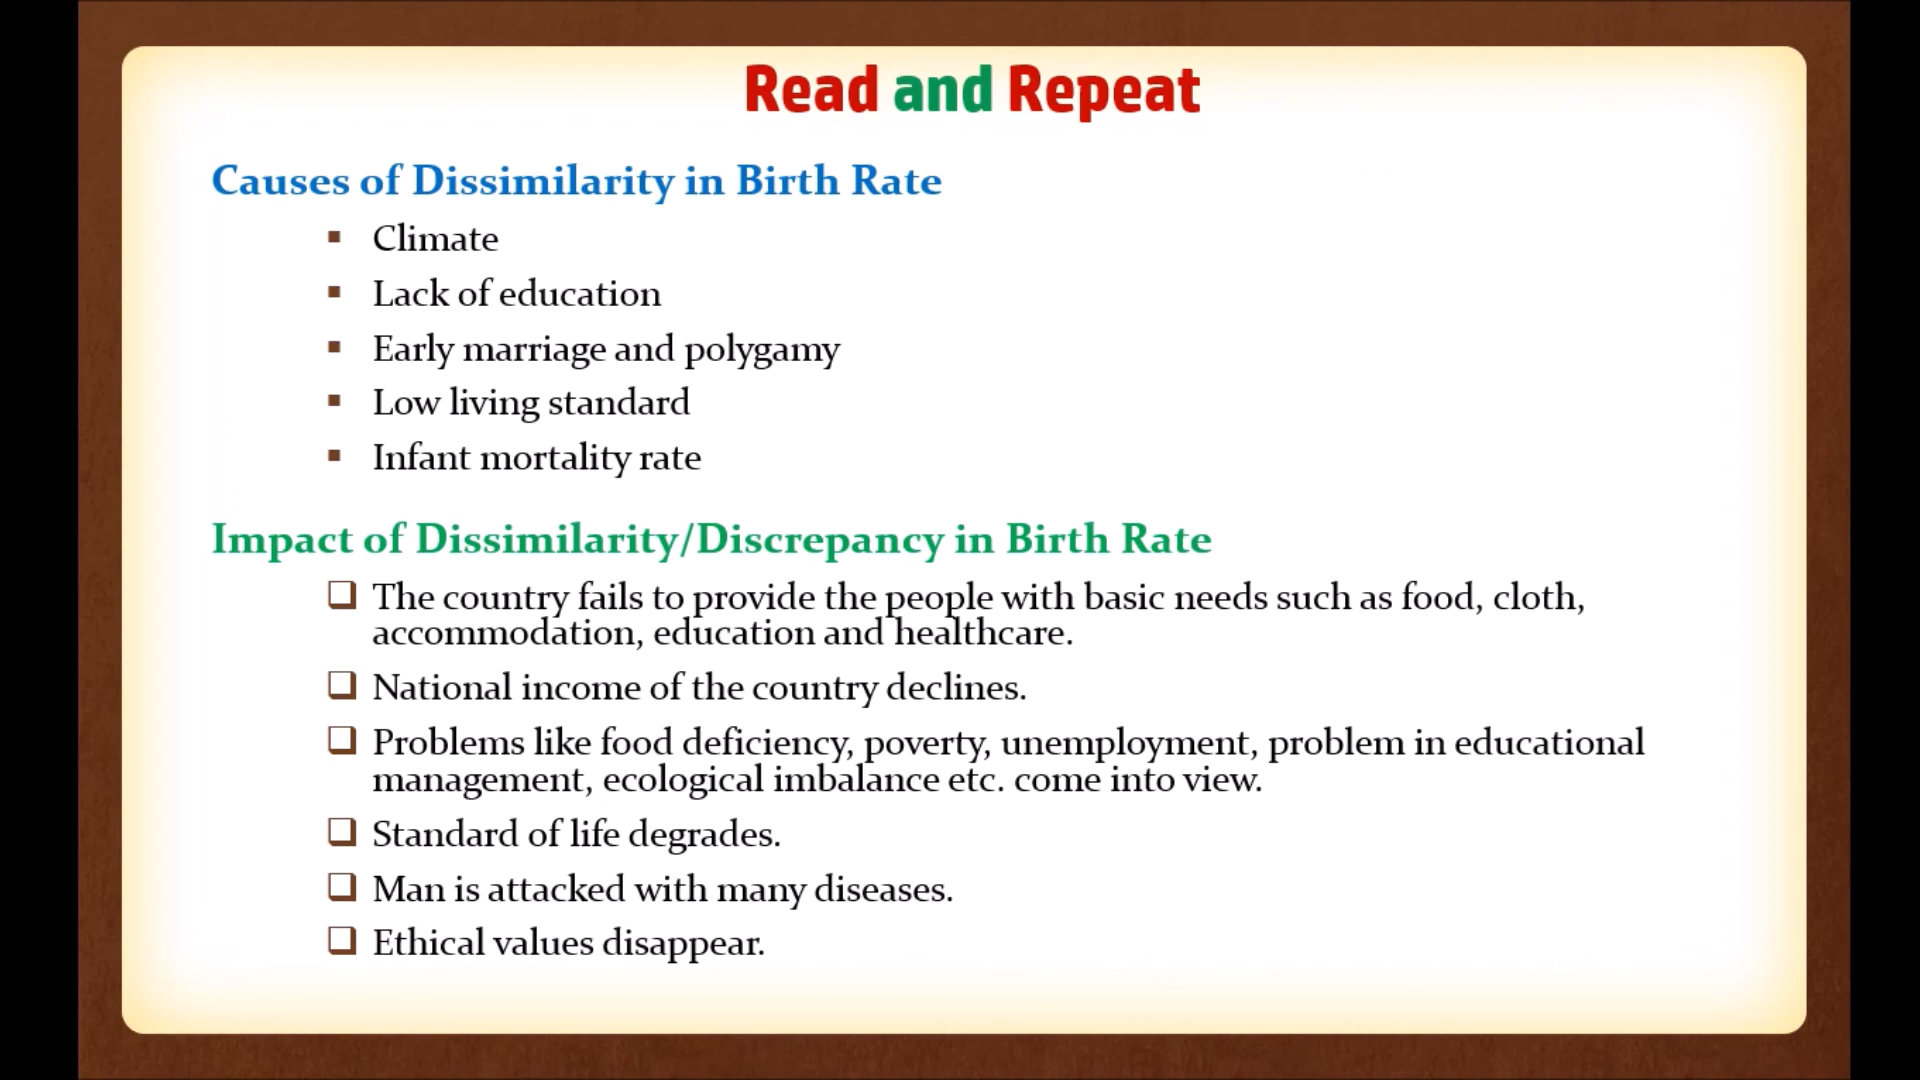 Read and Repeat
Causes of Dissimilarity in Birth Rate
Climate
Lack of education
Early marriage and polygamy
Low living standard
Infant mortality rate
Impact of Dissimilarity/Discrepancy in Birth Rate
The country fails to provide the people with basic needs such as food, cloth,
accommodation, education and healthcare.
National income of the country declines.
Problems like food deficiency, poverty, unemployment, problem in educational
management, ecological imbalance etc. come into view.
Standard of life degrades.
Man is attacked with many diseases.
Ethical values disappear.